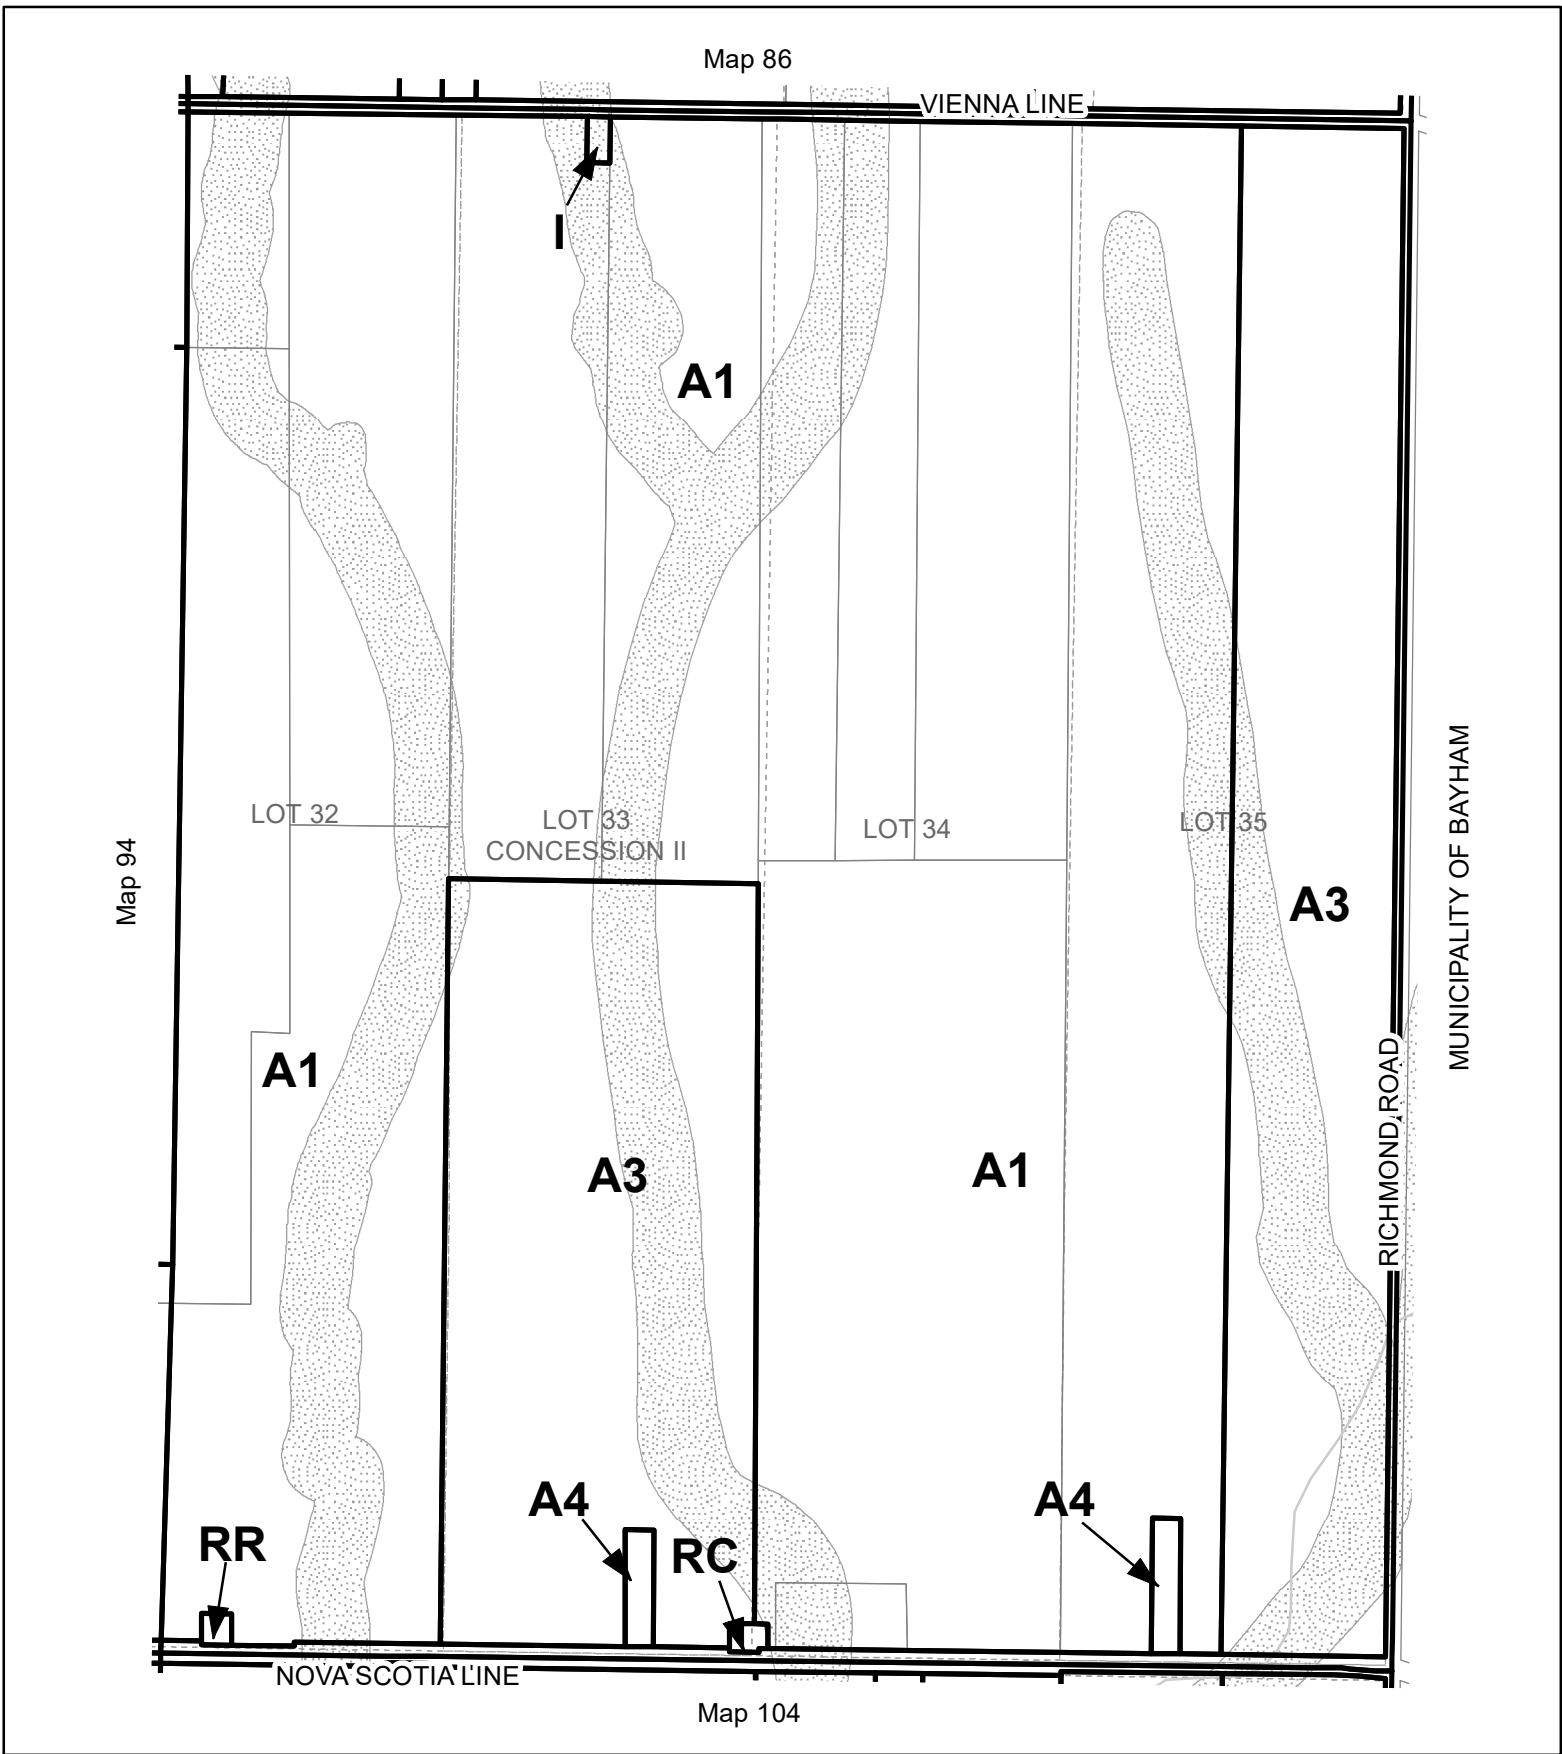 Map 86
VIENNA LINE
I
A1
LOT 32
LOT 33
CONCESSION II
LOT 34
LOT 35
Map 94
A3
MUNICIPALITY OF BAYHAM
A1
A3
A1
RICHMOND ROAD
A4
A4
RR
RC
NOVA SCOTIA LINE
Map 104